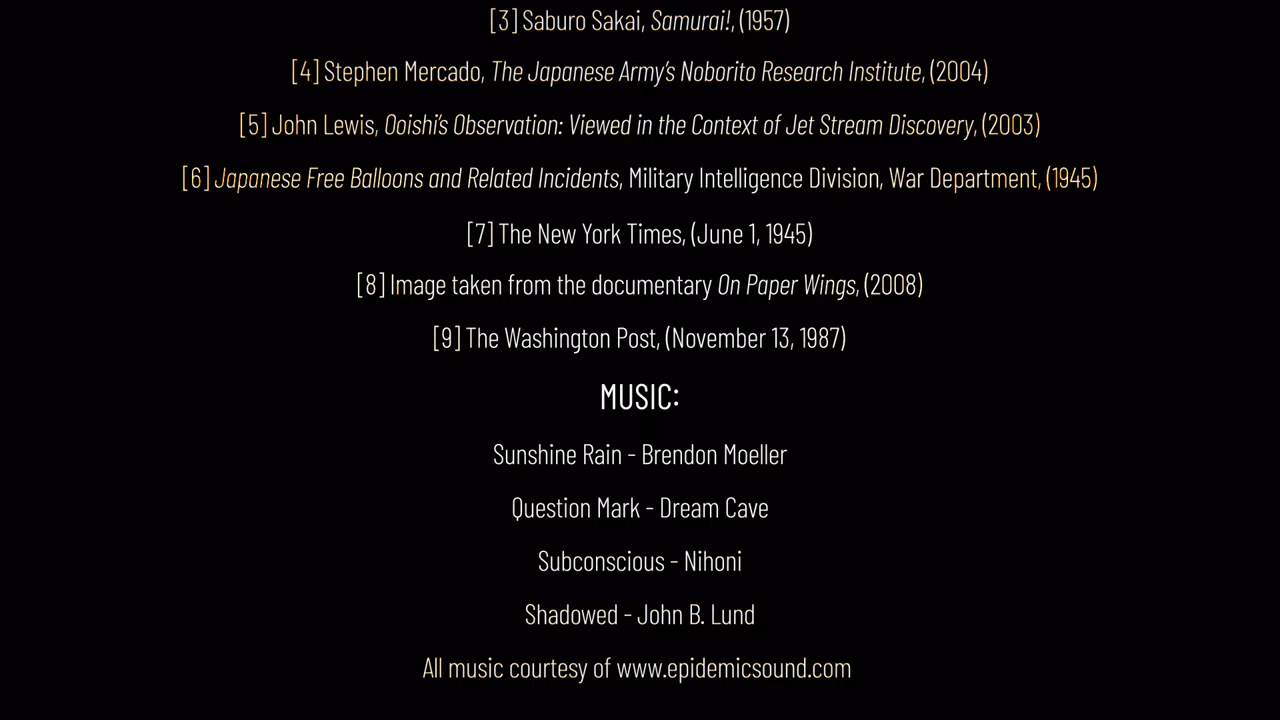 [3] Saburo Sakai, Samurai!, (1957)
[4] Stephen Mercado, The Japanese Army's Noborito Research Institute, (2004)
[5] John Lewis, Ooishi's Observation: Viewed in the Context of Jet Stream Discovery, (2003)
[6] Japanese Free Balloons and Related Incidents, Military Intelligence Division, War Department, (1945)
[7] The New York Times, (June 1, 1945)
[8] Image taken from the documentary On Paper Wings, (2008)
[9] The Washington Post, (November 13, 1987)
MUSIC:
Sunshine Rain - Brendon Moeller
Question Mark - Dream Cave
Subconscious - Nihoni
Shadowed - John B. Lund
All music courtesy of www.epidemicsound.com